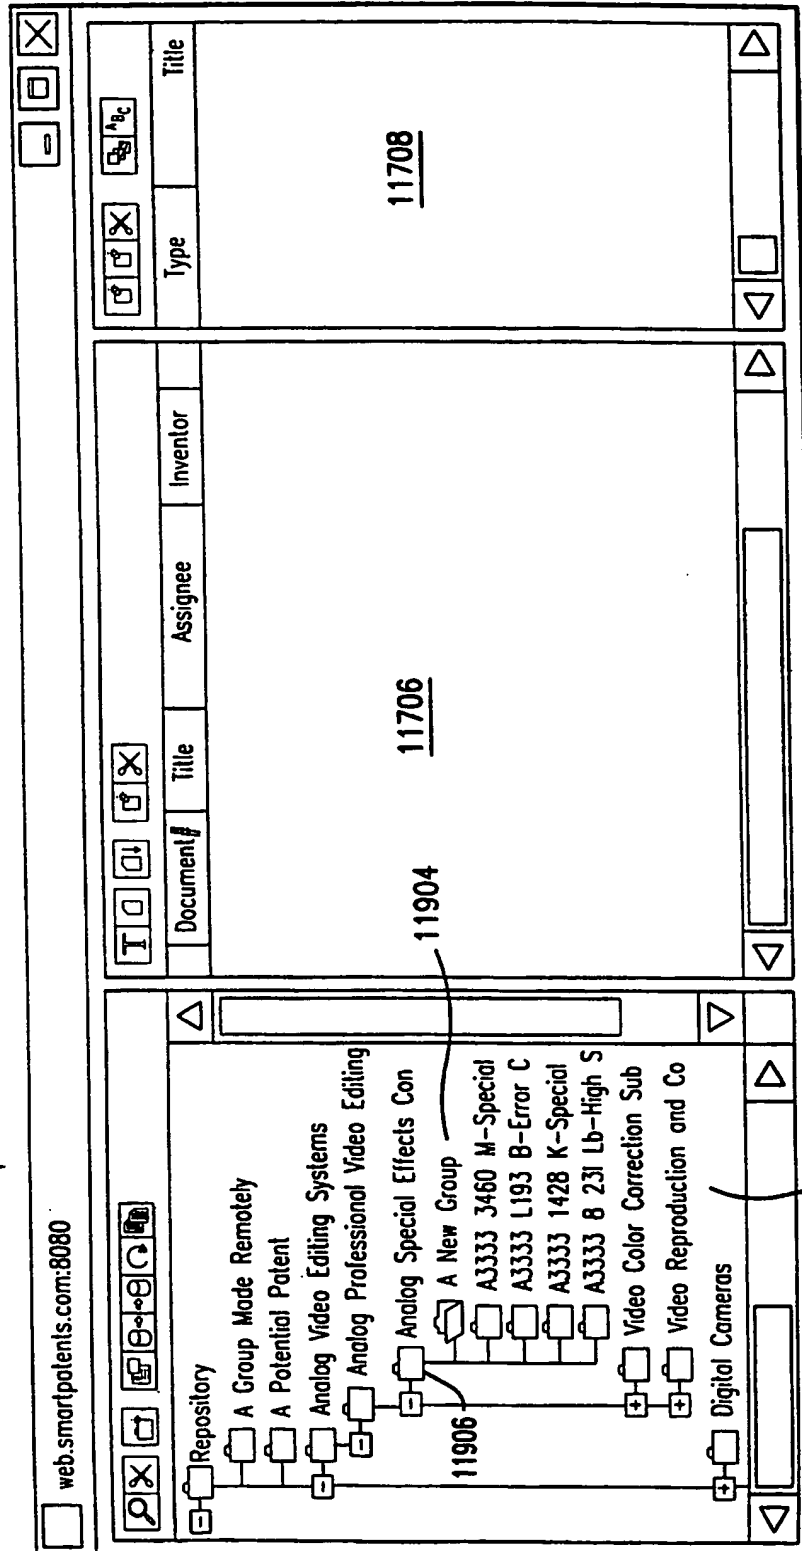 web.smartpatents.com:8080
Repository
A Group Made Remotely
A Potential Patent
Analog Video Editing Systems
Analog Professional Video Editing
Analog Special Effects Con
A New Group
A3333 3460 M-Special
A3333 L193 B-Error C
A3333 1428 K-Special
A3333 8 231 Lb-High S
Video Color Correction Sub
Video Reproduction and Co
Digital Cameras
11906
11904
T
Document# Title Assignee Inventor
11706
ABC
Type Title
11708